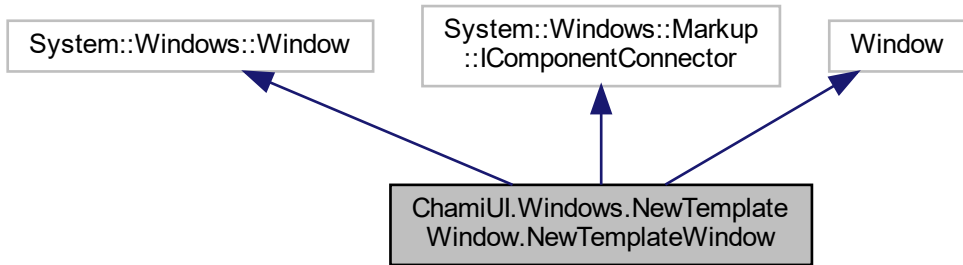 System::Windows::Window
System::Windows::Markup
::IComponentConnector
Window
ChamiUI.Windows.NewTemplate
Window.NewTemplateWindow